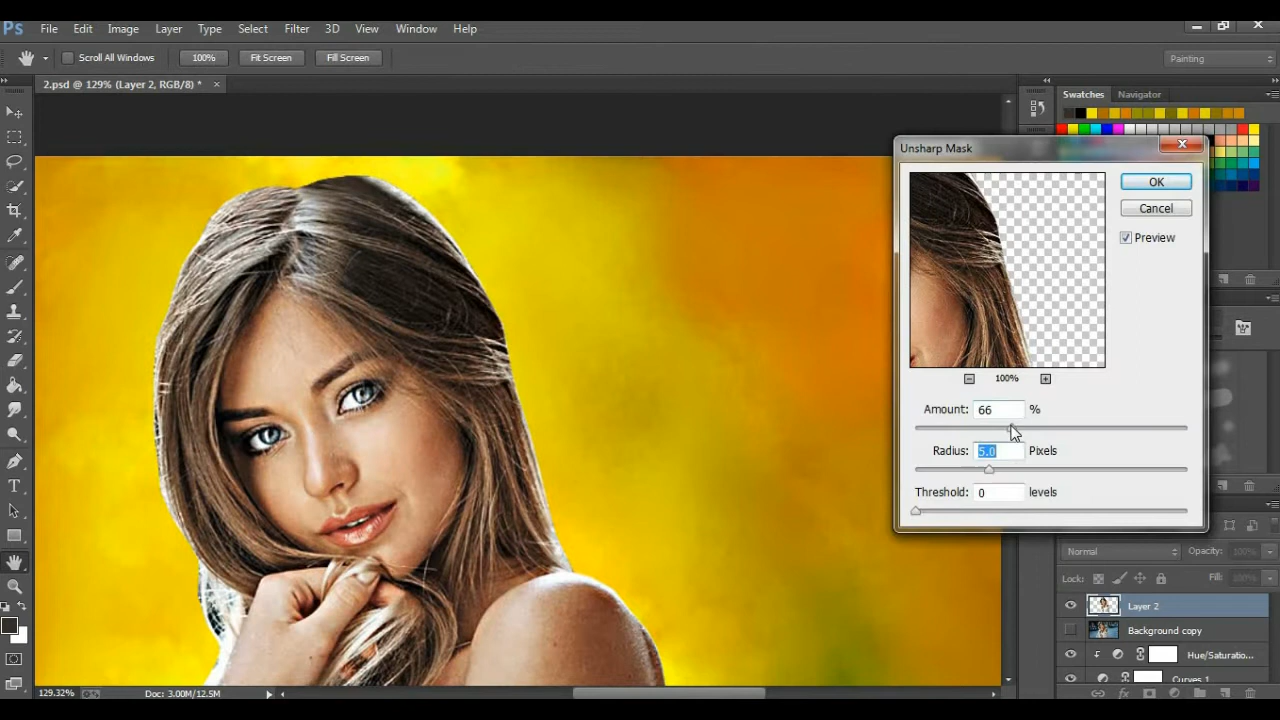 Ps File Edit Image Layer Type Select Filter 3D View Window Help
Scroll All Windows 100% Fit Screen Fill Screen Painting
2.psd @ 129% (Layer 2, RGB/8) * ×
Swatches Navigator
Unsharp Mask
OK
Cancel
Preview
100%
Amount: 66 %
Radius: 5.0 Pixels
Threshold: 0 levels
Normal Opacity: 100%
Lock: Fill: 100%
Layer 2
Background copy
Hue/Saturatio...
Curves 1
129.32% Doc: 3.00M/12.5M